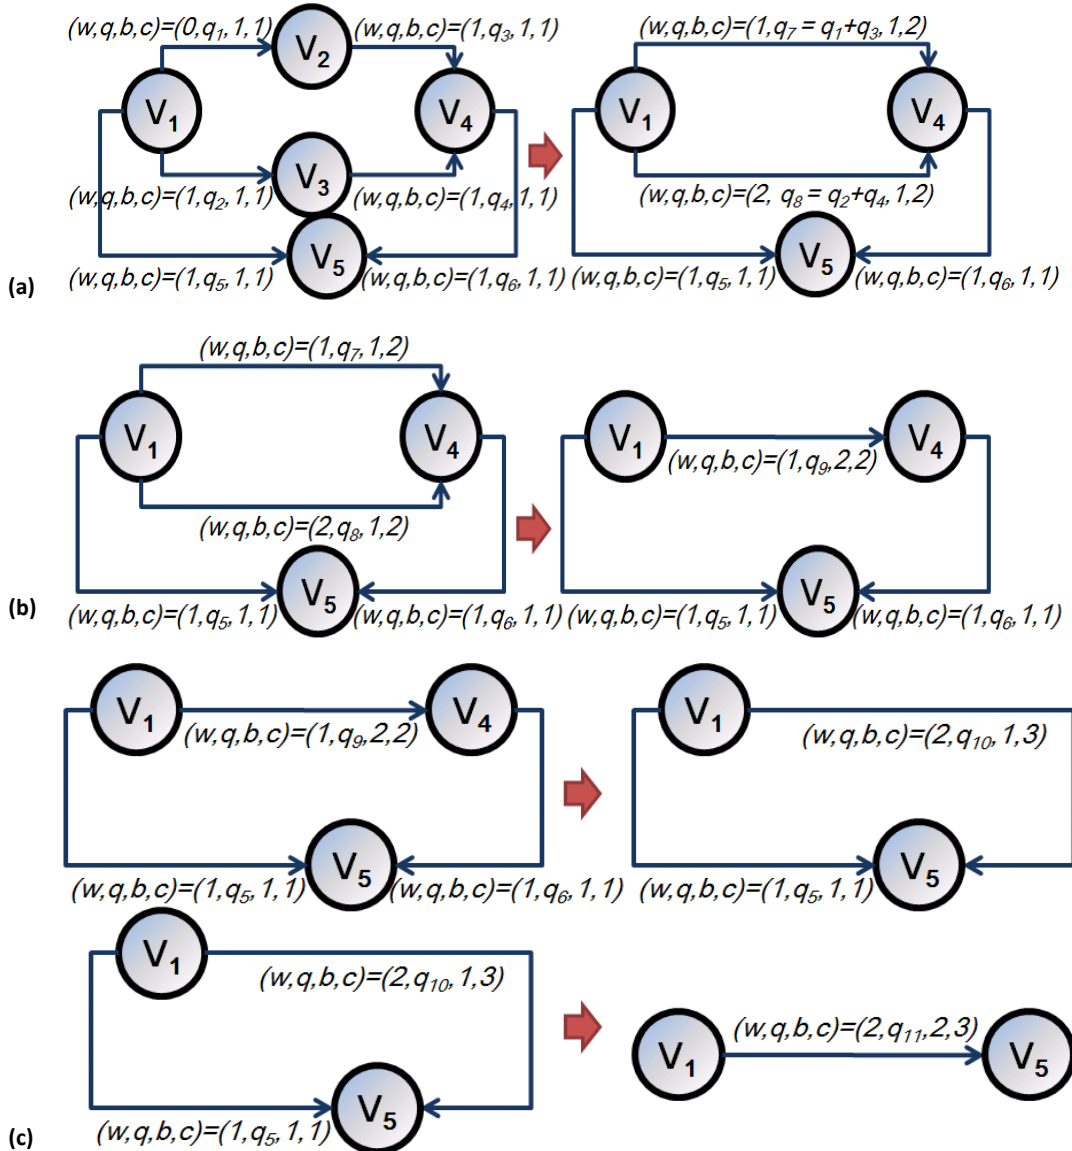 (w,q,b,c)=(0,q₁,1,1) (w,q,b,c)=(1,q₃,1,1) (w,q,b,c)=(1,q₇ = q₁+q₃,1,2)
V₂
V₁ V₄ V₁ V₄
V₃
(w,q,b,c)=(1,q₂,1,1) (w,q,b,c)=(1,q₄,1,1) (w,q,b,c)=(2, q₈ = q₂+q₄,1,2)
V₅ V₅
(a) (w,q,b,c)=(1,q₅,1,1) (w,q,b,c)=(1,q₆,1,1) (w,q,b,c)=(1,q₅,1,1) (w,q,b,c)=(1,q₆,1,1)
(w,q,b,c)=(1,q₇,1,2)
V₁ V₄ V₁ V₄
(w,q,b,c)=(1,q₉,2,2)
(w,q,b,c)=(2,q₈,1,2)
V₅ V₅
(b) (w,q,b,c)=(1,q₅,1,1) (w,q,b,c)=(1,q₆,1,1) (w,q,b,c)=(1,q₅,1,1) (w,q,b,c)=(1,q₆,1,1)
V₁ V₄ V₁
(w,q,b,c)=(1,q₉,2,2) (w,q,b,c)=(2,q₁₀,1,3)
V₅ V₅
(w,q,b,c)=(1,q₅,1,1) (w,q,b,c)=(1,q₆,1,1) (w,q,b,c)=(1,q₅,1,1)
V₁
(w,q,b,c)=(2,q₁₀,1,3)
(w,q,b,c)=(2,q₁₁,2,3)
V₁ V₅
V₅
(c) (w,q,b,c)=(1,q₅,1,1)